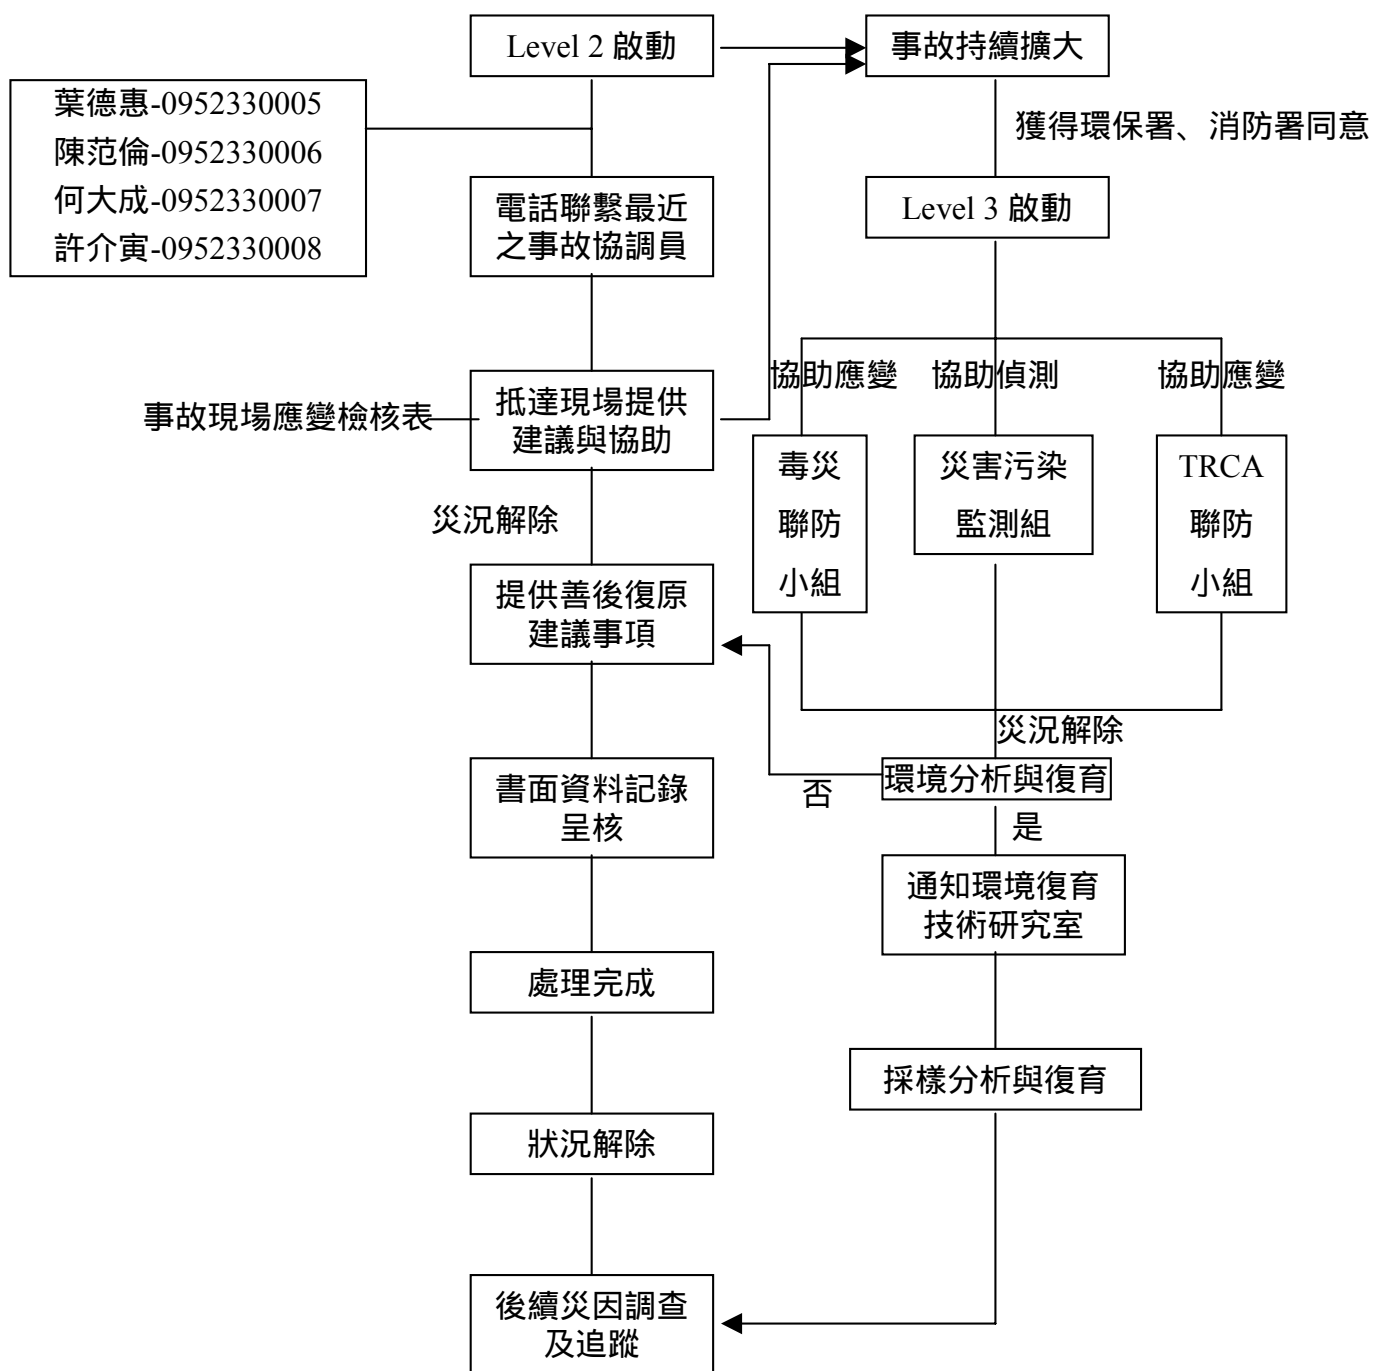 Level 2 啟動
事故持續擴大
葉德惠-0952330005
陳范倫-0952330006
何大成-0952330007
許介寅-0952330008
獲得環保署、消防署同意
電話聯繫最近
之事故協調員
Level 3 啟動
協助應變
協助偵測
協助應變
事故現場應變檢核表
抵達現場提供
建議與協助
毒災
聯防
小組
災害污染
監測組
TRCA
聯防
小組
災況解除
提供善後復原
建議事項
災況解除
環境分析與復育
否
是
書面資料記錄
呈核
通知環境復育
技術研究室
處理完成
採樣分析與復育
狀況解除
後續災因調查
及追蹤